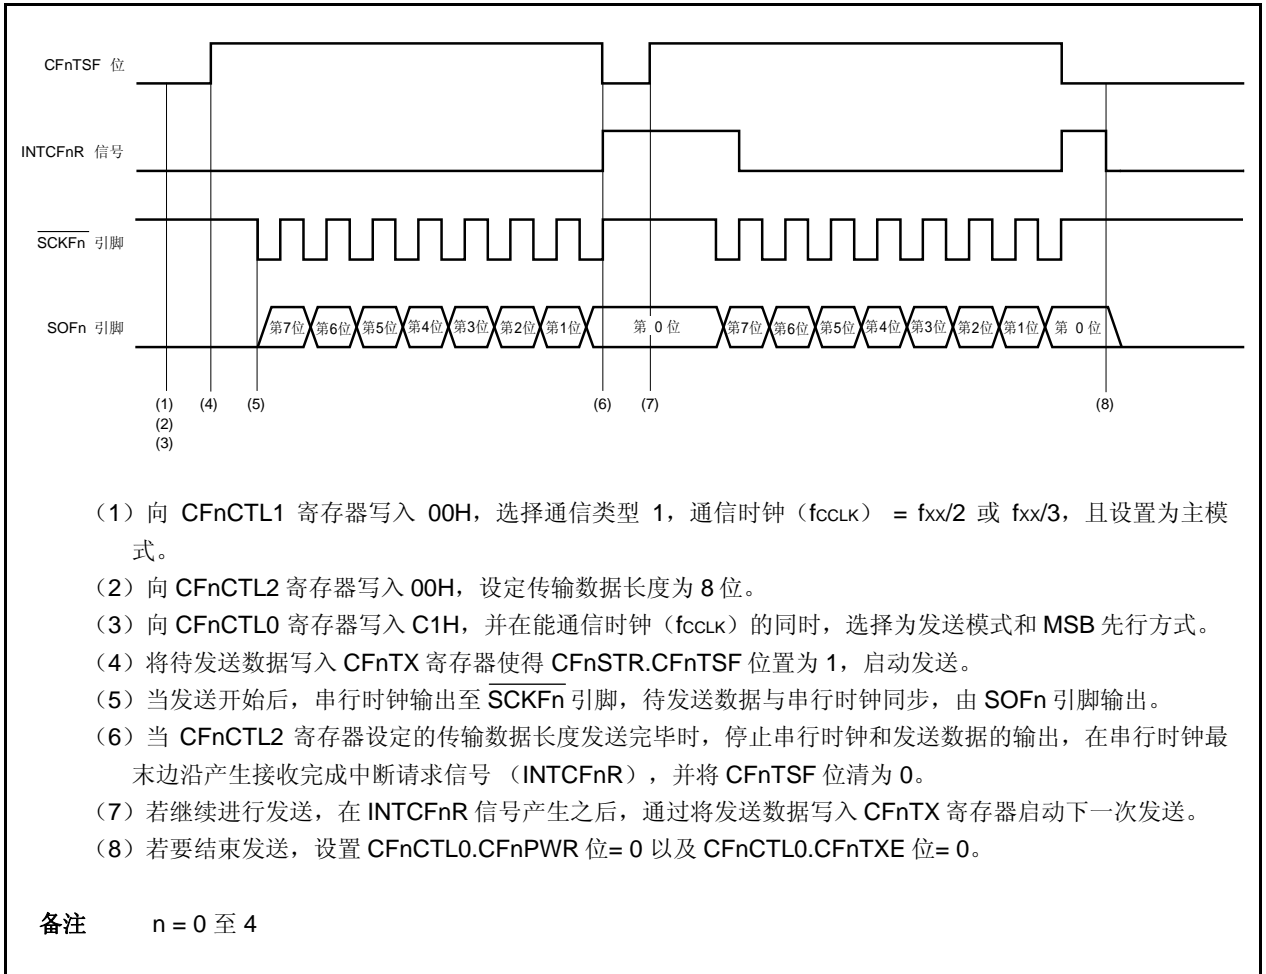 CFnTSF 位
INTCFnR 信号
SCKFn 引脚
SOFn 引脚
第7位 第6位 第5位 第4位 第3位 第2位 第1位 第 0 位 第7位 第6位 第5位 第4位 第3位 第2位 第1位 第 0 位
(1) (4) (5) (6) (7) (8)
(2)
(3)
（1）向 CFnCTL1 寄存器写入 00H，选择通信类型 1，通信时钟（fCCLK） = fXX/2 或 fXX/3，且设置为主模
式。
（2）向 CFnCTL2 寄存器写入 00H，设定传输数据长度为 8 位。
（3）向 CFnCTL0 寄存器写入 C1H，并在能通信时钟（fCCLK）的同时，选择为发送模式和 MSB 先行方式。
（4）将待发送数据写入 CFnTX 寄存器使得 CFnSTR.CFnTSF 位置为 1，启动发送。
（5）当发送开始后，串行时钟输出至 SCKFn 引脚，待发送数据与串行时钟同步，由 SOFn 引脚输出。
（6）当 CFnCTL2 寄存器设定的传输数据长度发送完毕时，停止串行时钟和发送数据的输出，在串行时钟最
末边沿产生接收完成中断请求信号 （INTCFnR），并将 CFnTSF 位清为 0。
（7）若继续进行发送，在 INTCFnR 信号产生之后，通过将发送数据写入 CFnTX 寄存器启动下一次发送。
（8）若要结束发送，设置 CFnCTL0.CFnPWR 位= 0 以及 CFnCTL0.CFnTXE 位= 0。
备注 n = 0 至 4